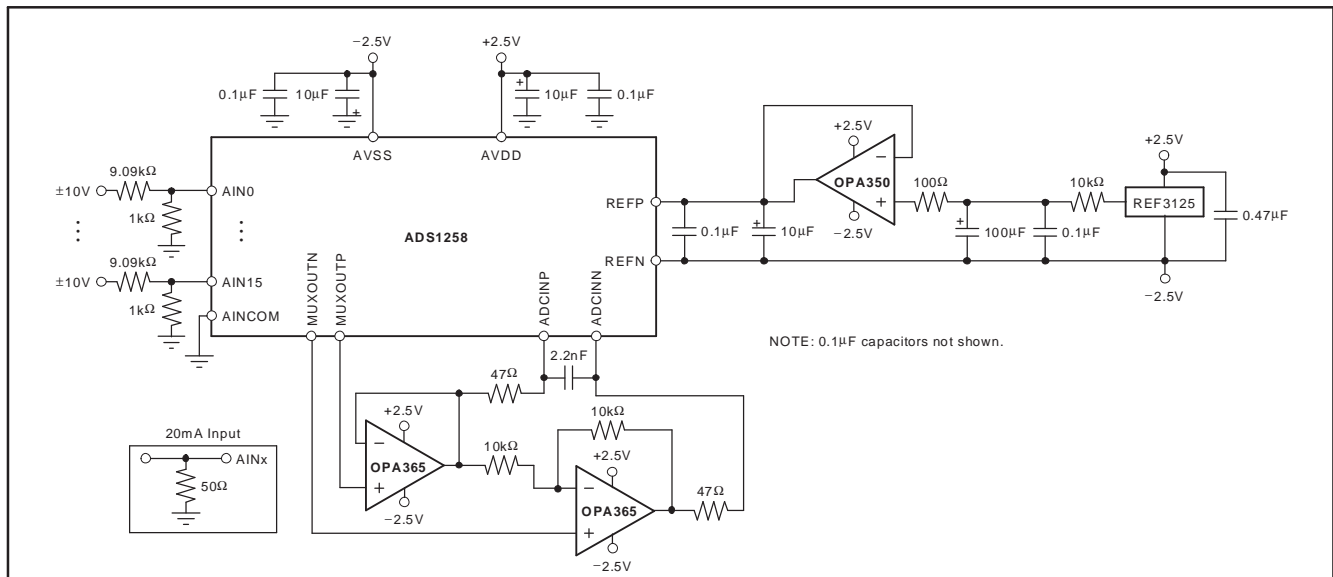 −2.5V
+2.5V
0.1µF
10µF
+
+
10µF
0.1µF
AVSS
AVDD
+2.5V
+2.5V
9.09kΩ
±10V
AIN0
1kΩ
REFP
−
OPA350
+
100Ω
10kΩ
REF3125
−2.5V
0.1µF
+
10µF
+
100µF
0.1µF
0.47µF
ADS1258
9.09kΩ
±10V
AIN15
1kΩ
AINCOM
REFN
−2.5V
MUXOUTN
MUXOUTP
ADCINP
ADCINN
NOTE: 0.1µF capacitors not shown.
2.2nF
47Ω
+2.5V
10kΩ
−
OPA365
+
10kΩ
+2.5V
−2.5V
−
OPA365
+
47Ω
−2.5V
20mA Input
AINx
50Ω